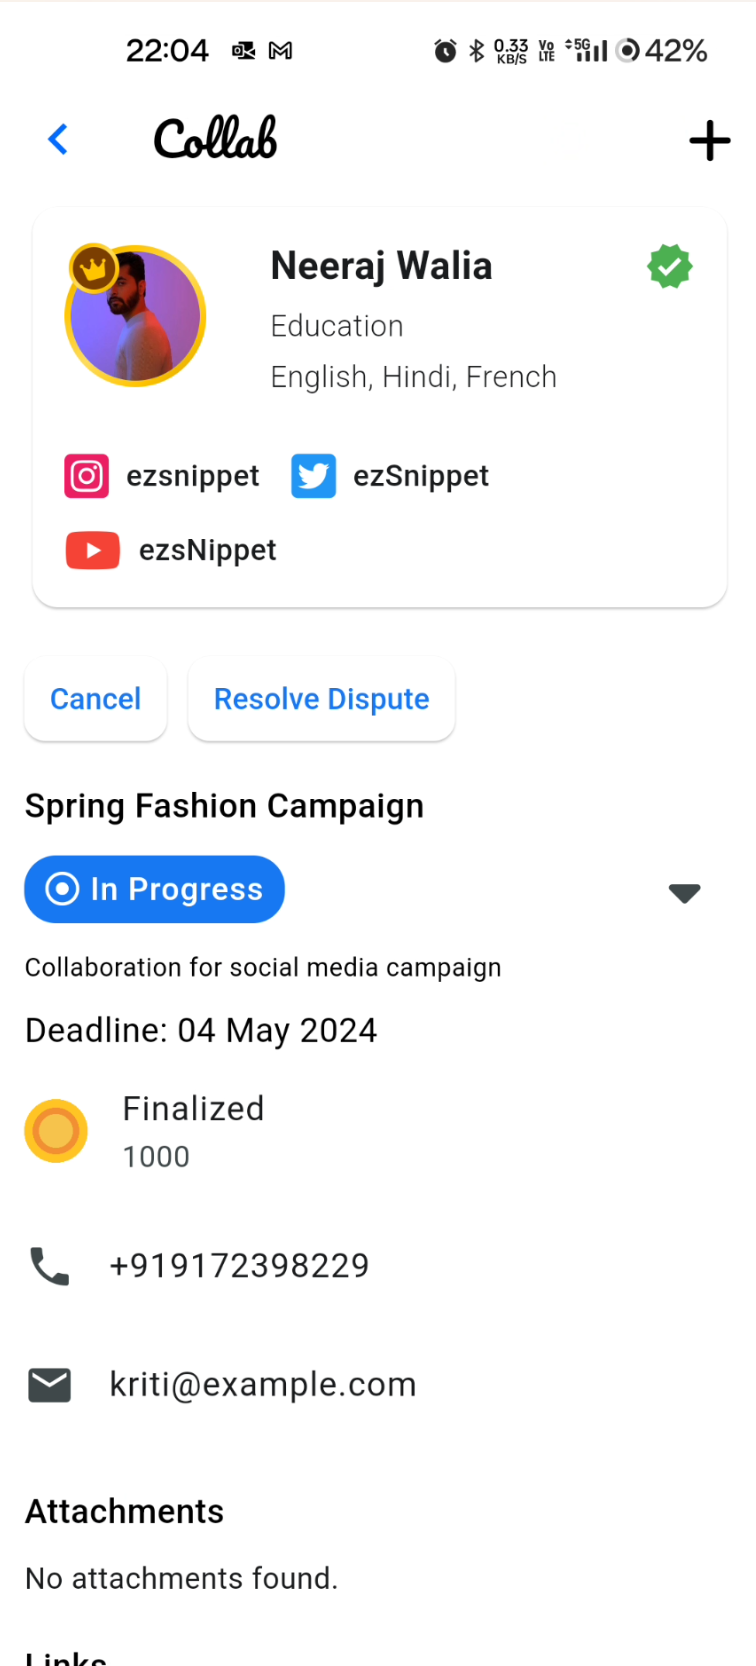 22:04 0.33 KB/S Vo LTE 5G 42%
Collab
Neeraj Walia
Education
English, Hindi, French
ezsnippet ezSnippet
ezsNippet
Cancel Resolve Dispute
Spring Fashion Campaign
In Progress
Collaboration for social media campaign
Deadline: 04 May 2024
Finalized
1000
+919172398229
kriti@example.com
Attachments
No attachments found.
Links